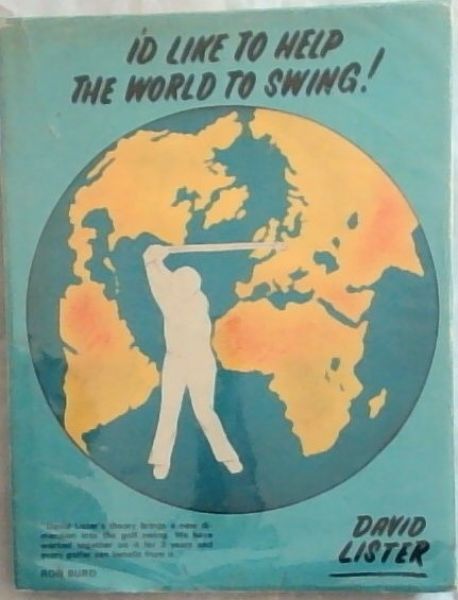 I'D LIKE TO HELP
THE WORLD TO SWING!
"David Lister's theory brings a new di-
mension into the golf swing. We have
worked together on it for 3 years and
every golfer can benefit from it."
ROB BURD
DAVID
LISTER